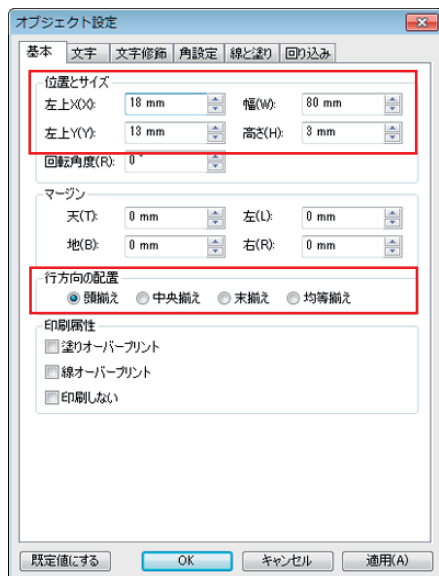 オブジェクト設定
基本 文字 文字修飾 角設定 線と塗り 回り込み
位置とサイズ
左上X(X): 18 mm 幅(W): 80 mm
左上Y(Y): 13 mm 高さ(H): 3 mm
回転角度(R): 0 °
マージン
天(T): 0 mm 左(L): 0 mm
地(B): 0 mm 右(R): 0 mm
行方向の配置
頭揃え 中央揃え 末揃え 均等揃え
印刷属性
塗りオーバープリント
線オーバープリント
印刷しない
既定値にする OK キャンセル 適用(A)